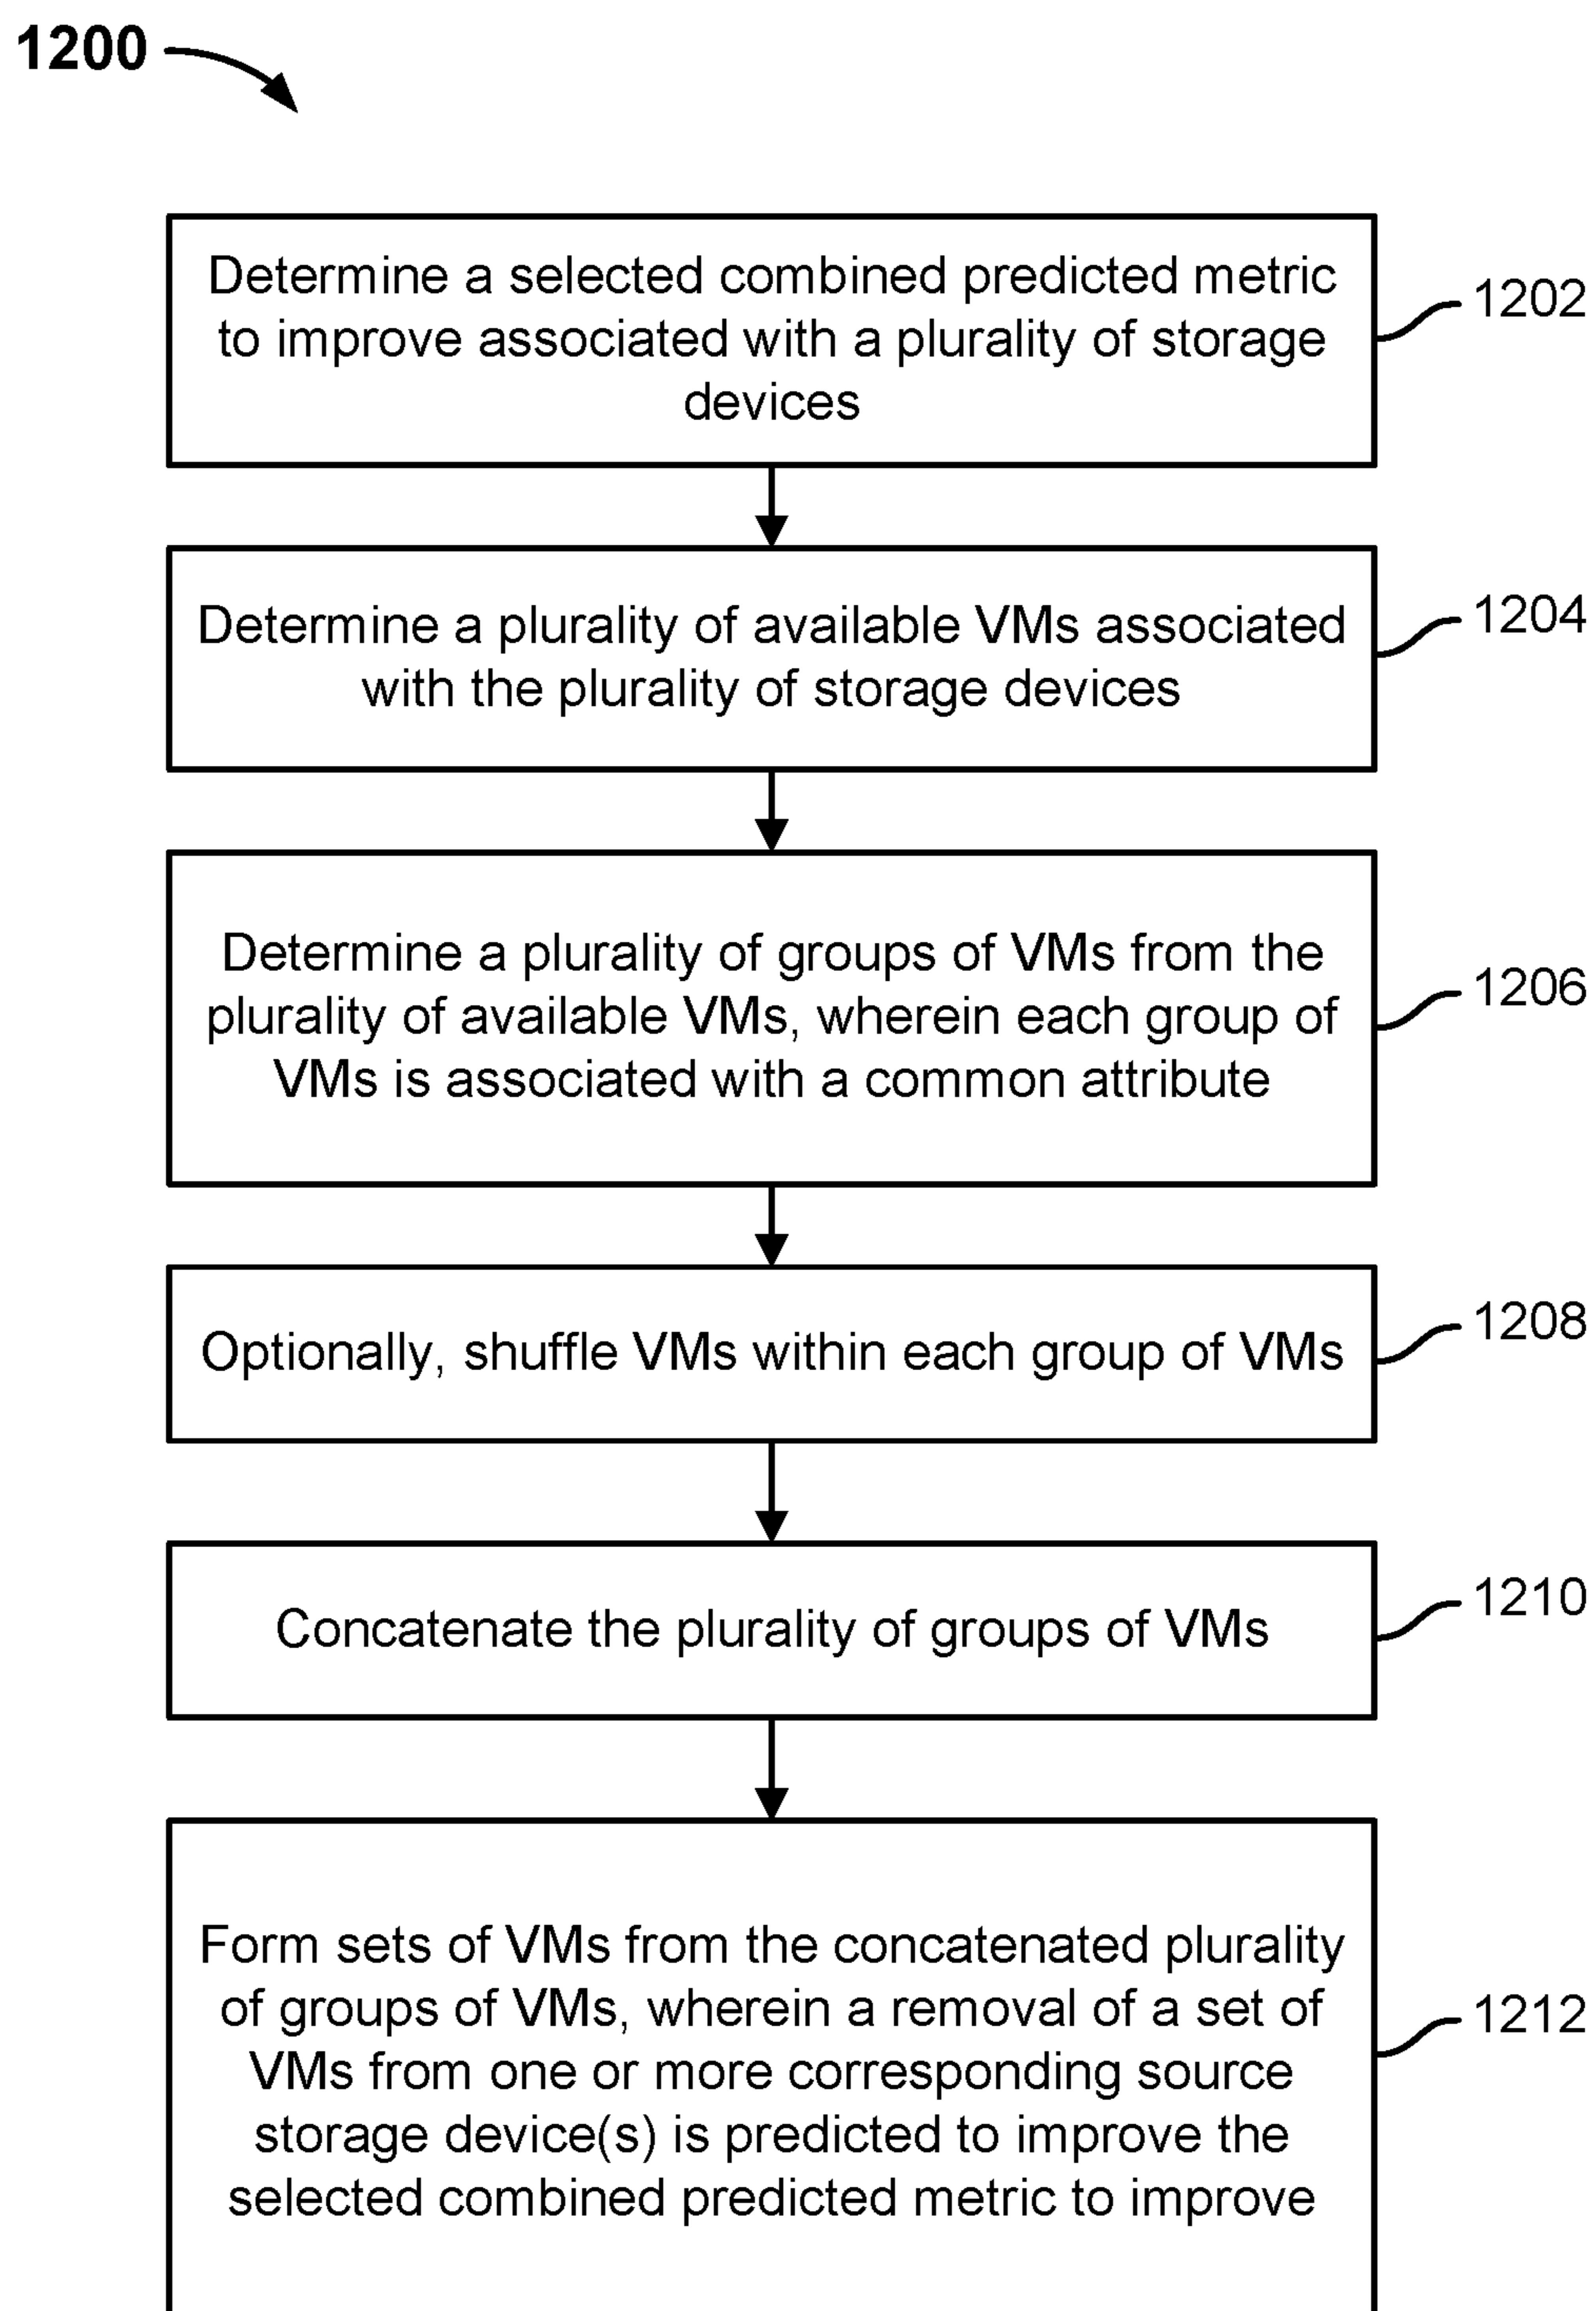 1200
Determine a selected combined predicted metric
to improve associated with a plurality of storage
devices
1202
Determine a plurality of available VMs associated
with the plurality of storage devices
1204
Determine a plurality of groups of VMs from the
plurality of available VMs, wherein each group of
VMs is associated with a common attribute
1206
Optionally, shuffle VMs within each group of VMs
1208
Concatenate the plurality of groups of VMs
1210
Form sets of VMs from the concatenated plurality
of groups of VMs, wherein a removal of a set of
VMs from one or more corresponding source
storage device(s) is predicted to improve the
selected combined predicted metric to improve
1212